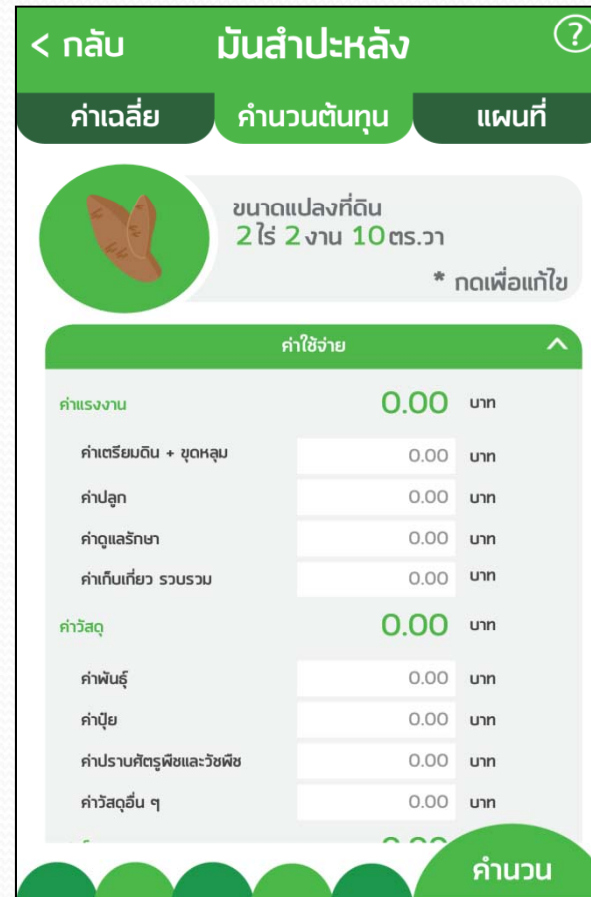 < กลับ มันสำปะหลัง ?
ค่าเฉลี่ย คำนวนต้นทุน แผนที่
ขนาดแปลงที่ดิน
2 ไร่ 2 งาน 10 ตร.วา
* กดเพื่อแก้ไข
ค่าใช้จ่าย
ค่าแรงงาน 0.00 บาท
ค่าเตรียมดิน + ขุดหลุม 0.00 บาท
ค่าปลูก 0.00 บาท
ค่าดูแลรักษา 0.00 บาท
ค่าเก็บเกี่ยว รวบรวม 0.00 บาท
ค่าวัสดุ 0.00 บาท
ค่าพันธุ์ 0.00 บาท
ค่าปุ๋ย 0.00 บาท
ค่าปราบศัตรูพืชและวัชพืช 0.00 บาท
ค่าวัสดุอื่น ๆ 0.00 บาท
คำนวน